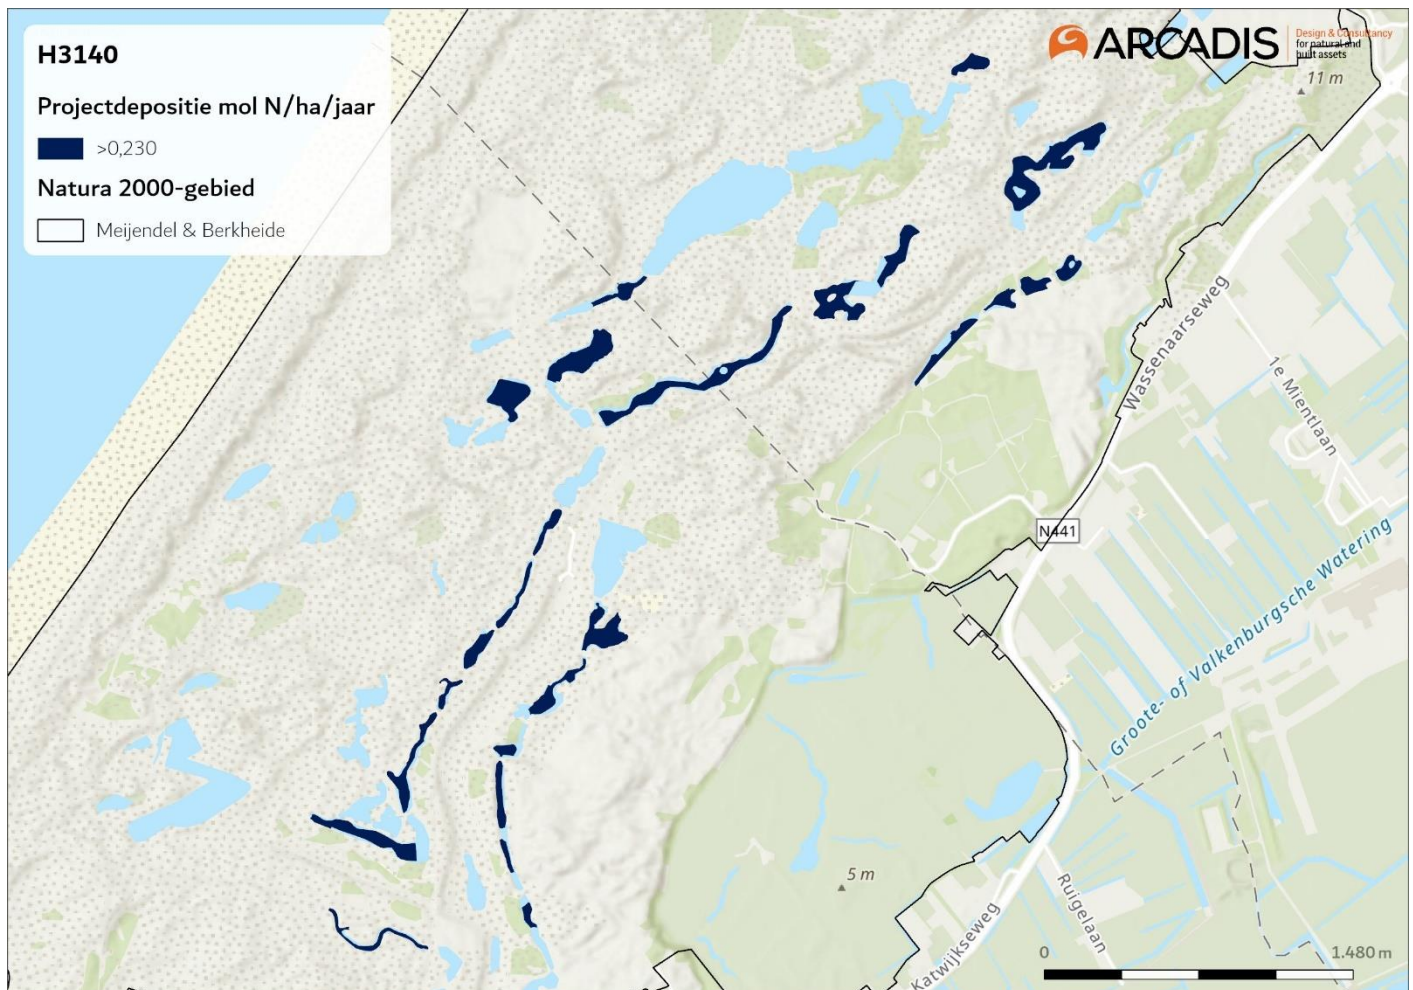 H3140
Projectdepositie mol N/ha/jaar
>0,230
Natura 2000-gebied
Meijendel & Berkheide
ARCADIS
Design & Consultancy
for natural and
built assets
11 m
Wassenaarseweg
1e Mientlaan
N441
Groote- of Valkenburgsche Watering
5 m
Ruigelaan
Katwijkseweg
0 1.480 m